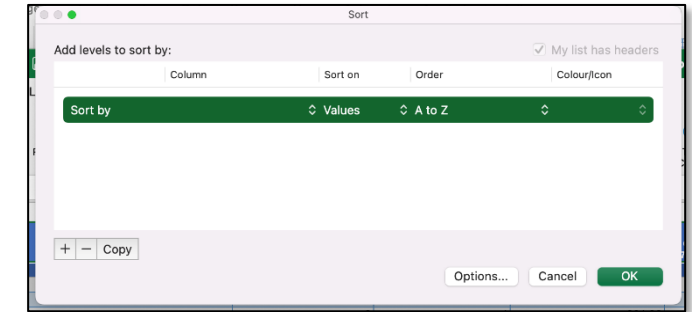 Sort
Add levels to sort by: My list has headers
Column Sort on Order Colour/Icon
Sort by Values A to Z
+ − Copy
Options... Cancel OK